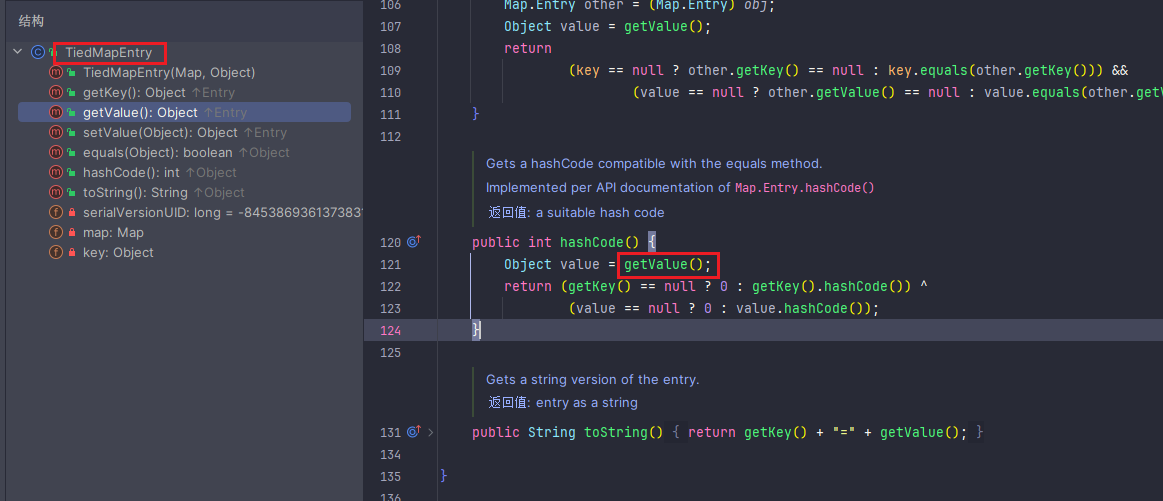 结构
TiedMapEntry
TiedMapEntry(Map, Object)
getKey(): Object ↑Entry
getValue(): Object ↑Entry
setValue(Object): Object ↑Entry
equals(Object): boolean ↑Object
hashCode(): int ↑Object
toString(): String ↑Object
serialVersionUID: long = -845386936137383
map: Map
key: Object
106 Map.Entry other = (Map.Entry) obj;
107 Object value = getValue();
108 return
109 (key == null ? other.getKey() == null : key.equals(other.getKey())) &&
110 (value == null ? other.getValue() == null : value.equals(other.getV
111 }
112
Gets a hashCode compatible with the equals method.
Implemented per API documentation of Map.Entry.hashCode()
返回值: a suitable hash code
120 public int hashCode() {
121 Object value = getValue();
122 return (getKey() == null ? 0 : getKey().hashCode()) ^
123 (value == null ? 0 : value.hashCode());
124 }
125
Gets a string version of the entry.
返回值: entry as a string
131 public String toString() { return getKey() + "=" + getValue(); }
134
135 }
136